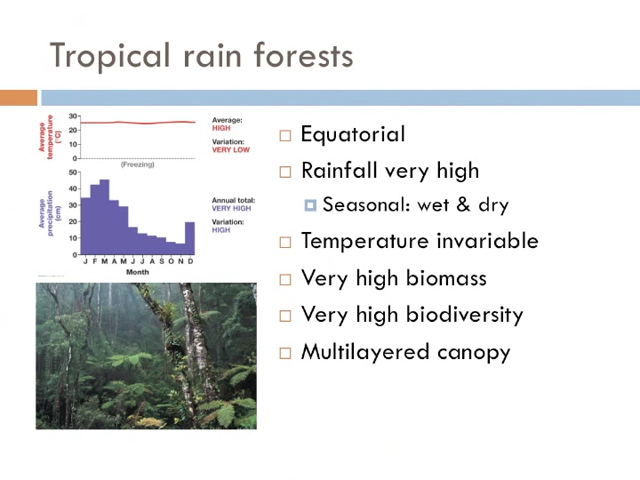 Tropical rain forests
Average temperature (°C)
30
20
10
0
(Freezing)
Average:
HIGH
Variation:
VERY LOW
Average precipitation (cm)
50
40
30
20
10
0
J F M A M J J A S O N D
Month
Annual total:
VERY HIGH
Variation:
HIGH
Equatorial
Rainfall very high
Seasonal: wet & dry
Temperature invariable
Very high biomass
Very high biodiversity
Multilayered canopy